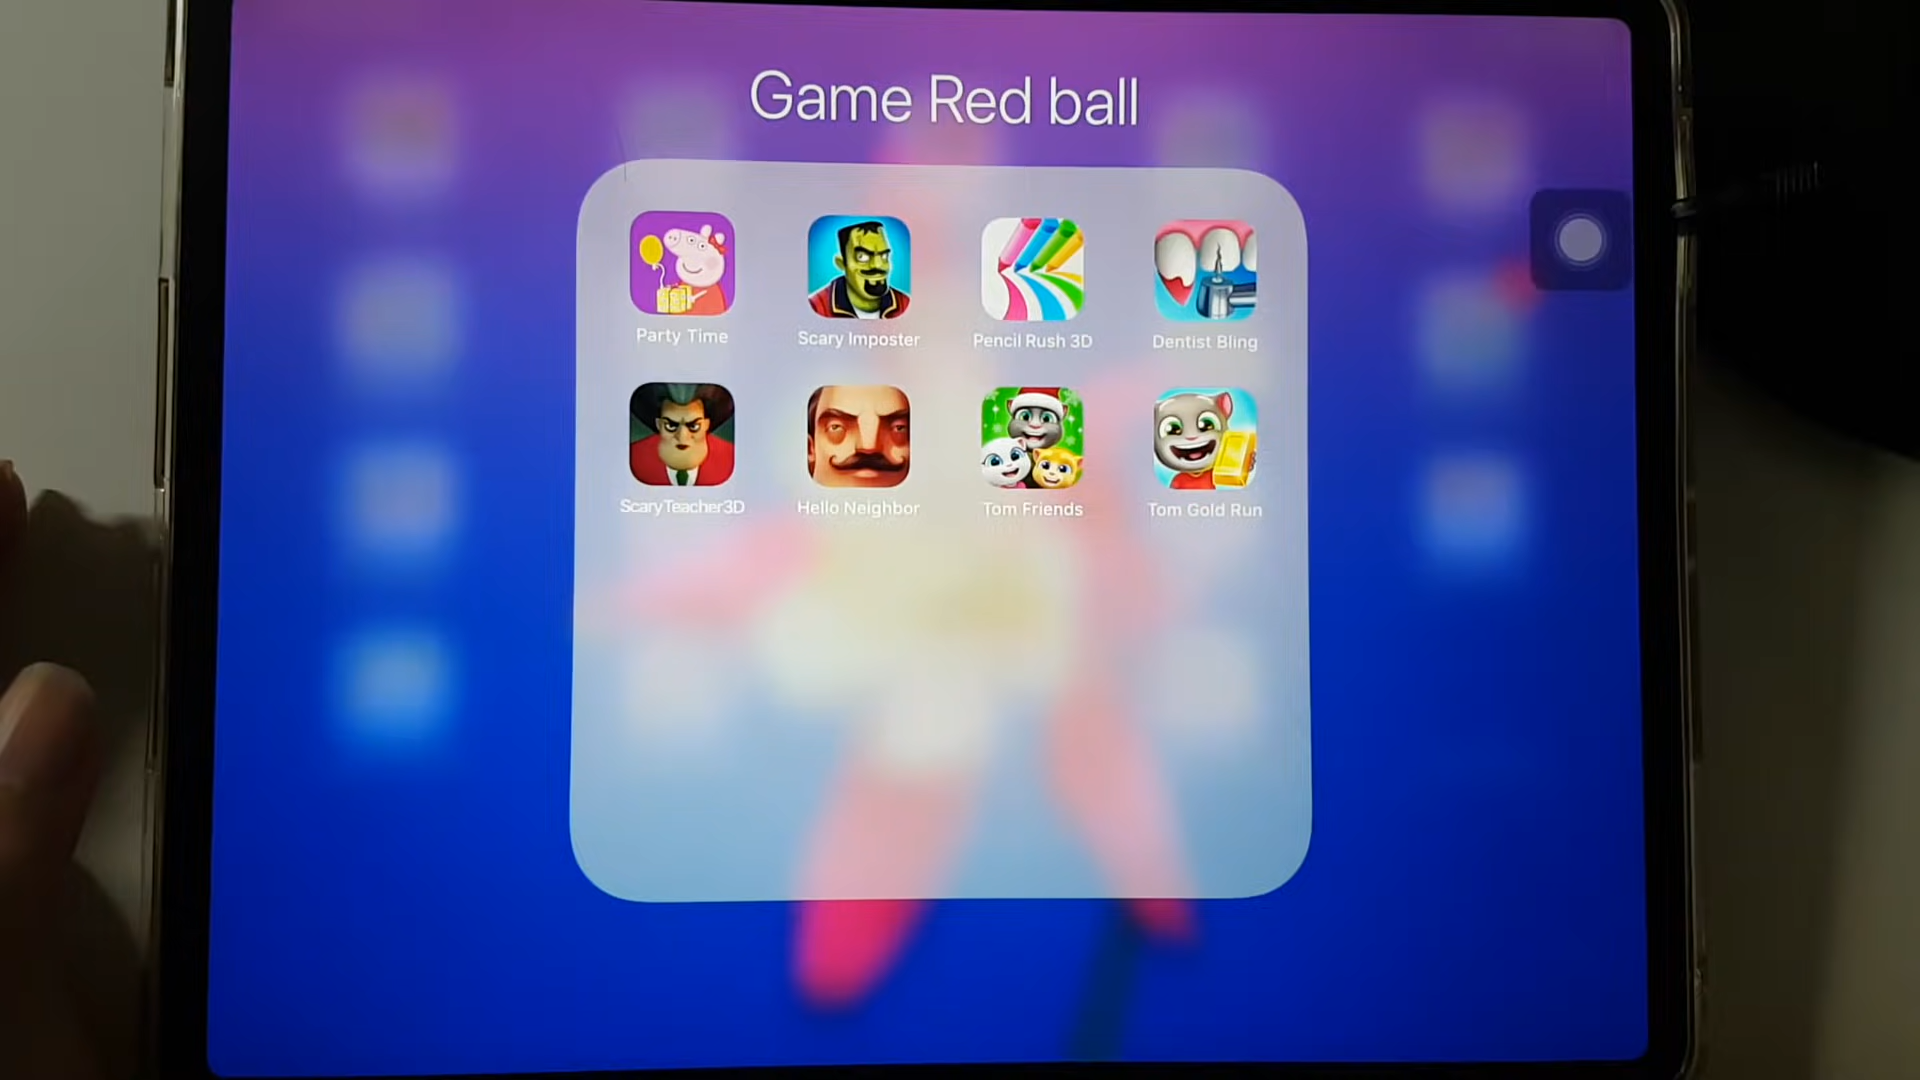 Game Red ball
Party Time
Scary Imposter
Pencil Rush 3D
Dentist Bling
ScaryTeacher3D
Hello Neighbor
Tom Friends
Tom Gold Run